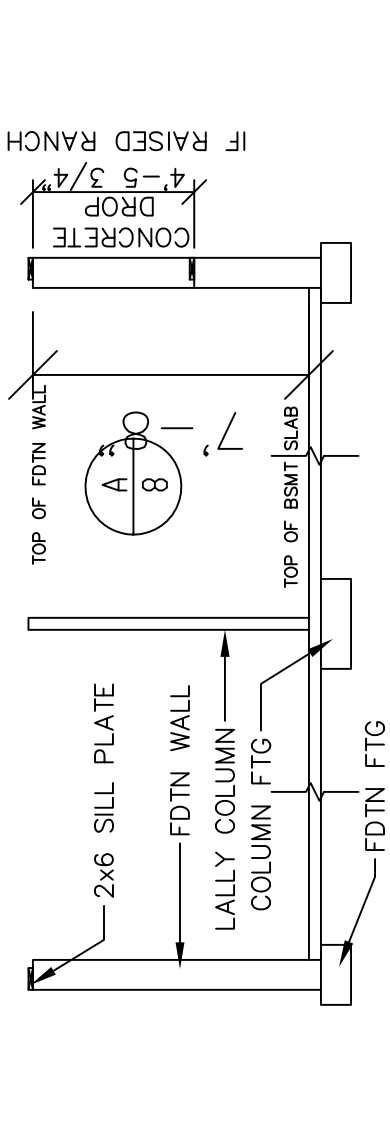 2x6 SILL PLATE
FDTN WALL
LALLY COLUMN
COLUMN FTG
FDTN FTG
TOP OF FDTN WALL
A
8
7'-8"
TOP OF BSMT SLAB
CONCRETE
DROP
4'-5 3/4"
IF RAISED RANCH